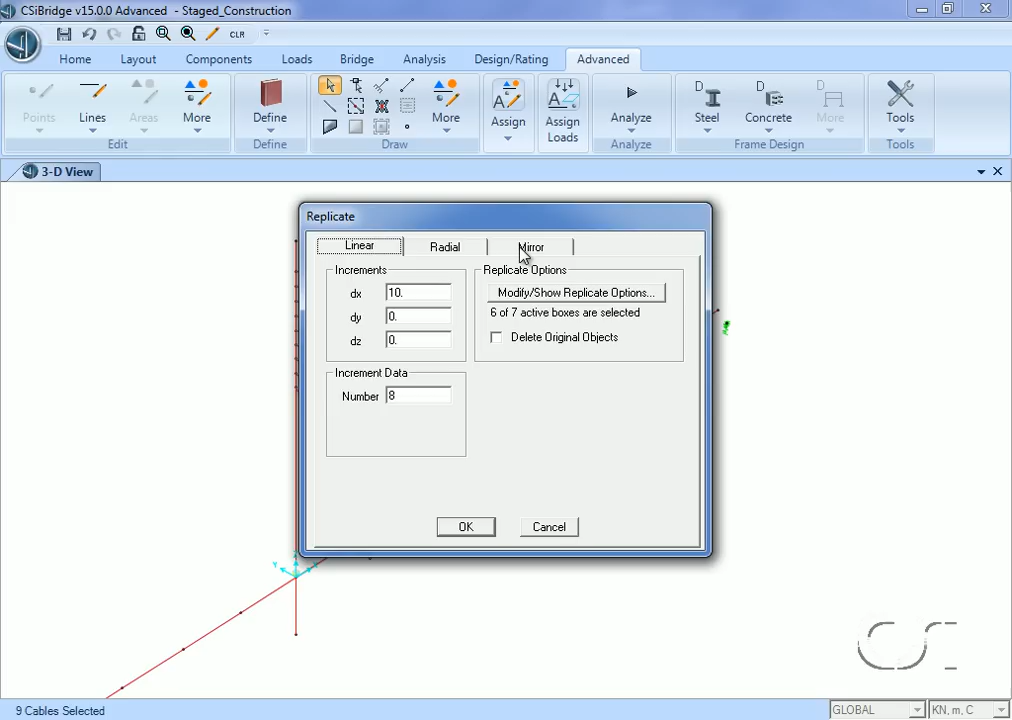 CSiBridge v15.0.0 Advanced - Staged_Construction
CLR
Home Layout Components Loads Bridge Analysis Design/Rating Advanced
Points Lines Areas More
Define
More
Assign
Assign Loads
Analyze
Steel Concrete More
Tools
Edit Define Draw Analyze Frame Design Tools
3-D View
Replicate
Linear Radial Mirror
Increments
dx 10.
dy 0.
dz 0.
Replicate Options
Modify/Show Replicate Options...
6 of 7 active boxes are selected
Delete Original Objects
Increment Data
Number 8
OK Cancel
Y
CSI
9 Cables Selected
GLOBAL
KN, m, C